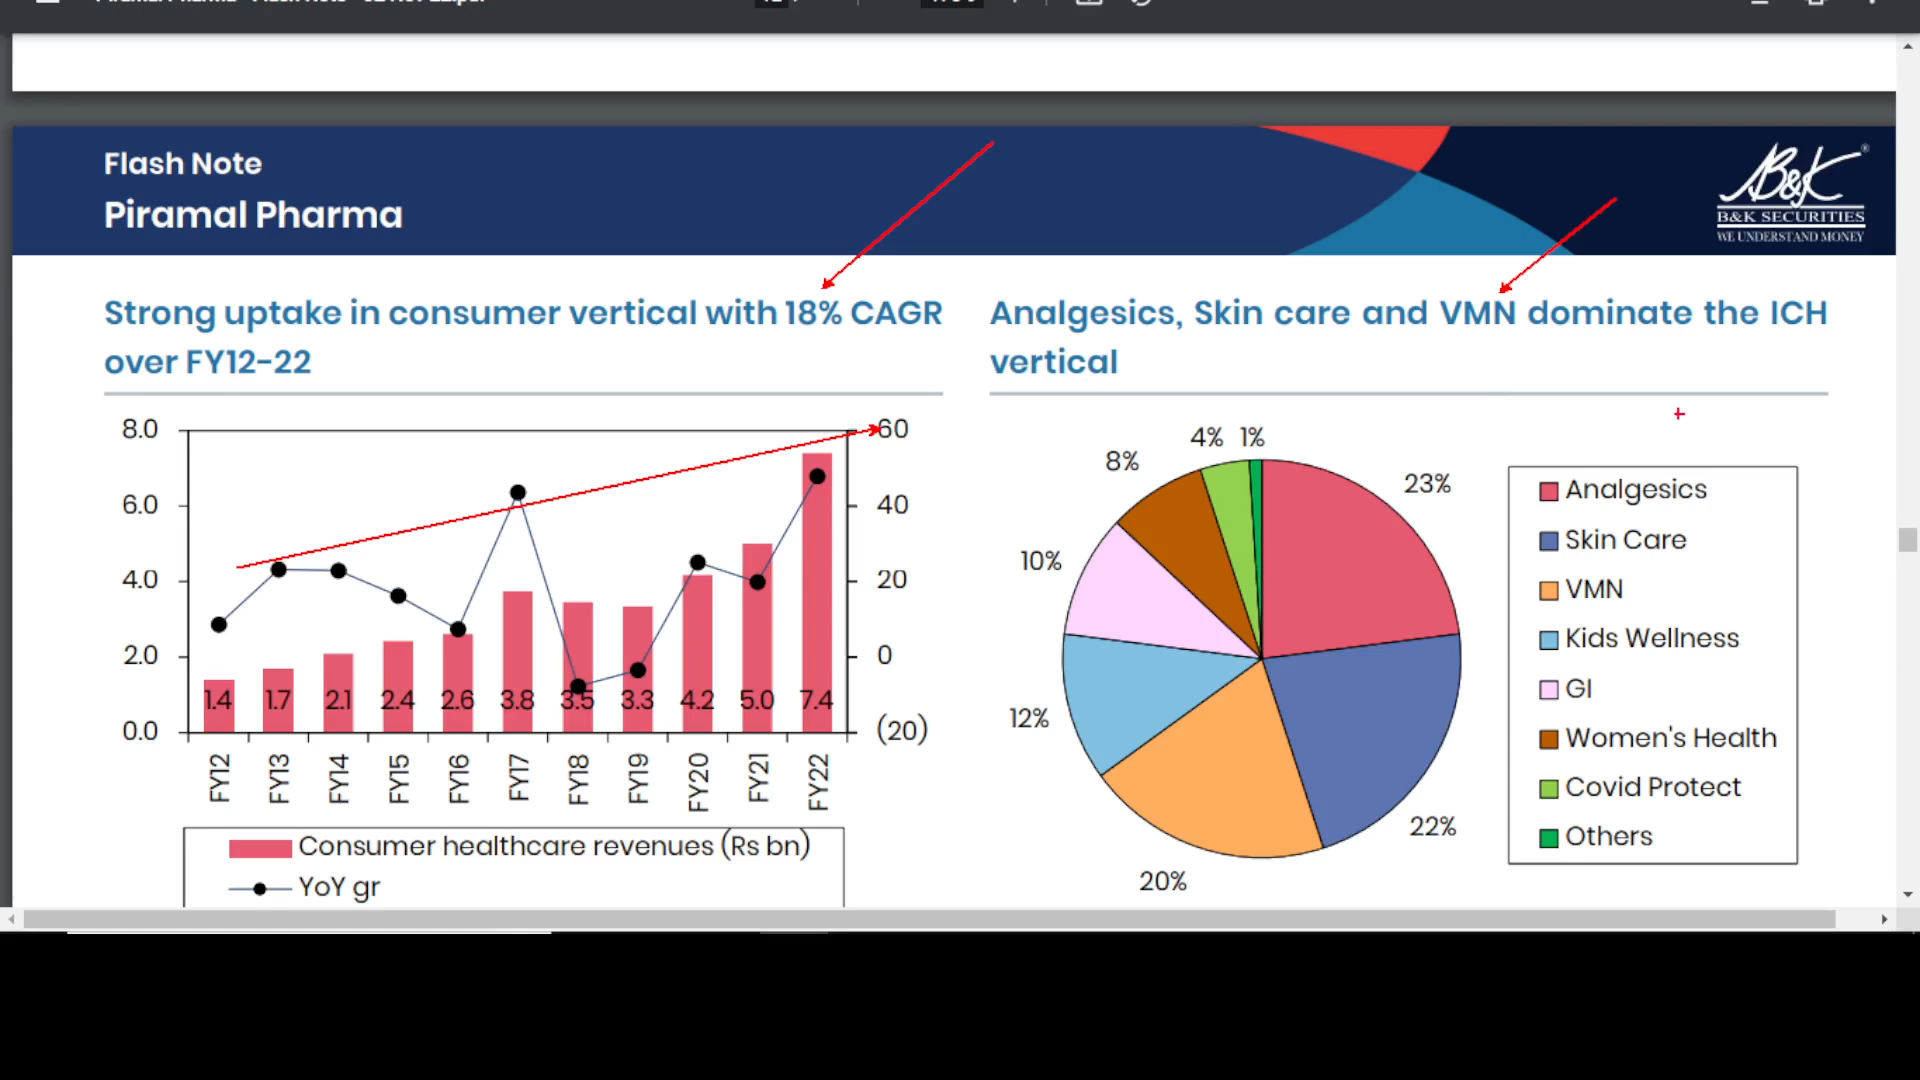 Flash Note
Piramal Pharma
B&K
®
B&K SECURITIES
WE UNDERSTAND MONEY
Strong uptake in consumer vertical with 18% CAGR
over FY12-22
8.0
6.0
4.0
2.0
0.0
60
40
20
0
(20)
1.4 1.7 2.1 2.4 2.6 3.8 3.5 3.3 4.2 5.0 7.4
FY12 FY13 FY14 FY15 FY16 FY17 FY18 FY19 FY20 FY21 FY22
Consumer healthcare revenues (Rs bn)
YoY gr
Analgesics, Skin care and VMN dominate the ICH
vertical
4% 1%
8%
23%
10%
12%
22%
20%
Analgesics
Skin Care
VMN
Kids Wellness
GI
Women's Health
Covid Protect
Others